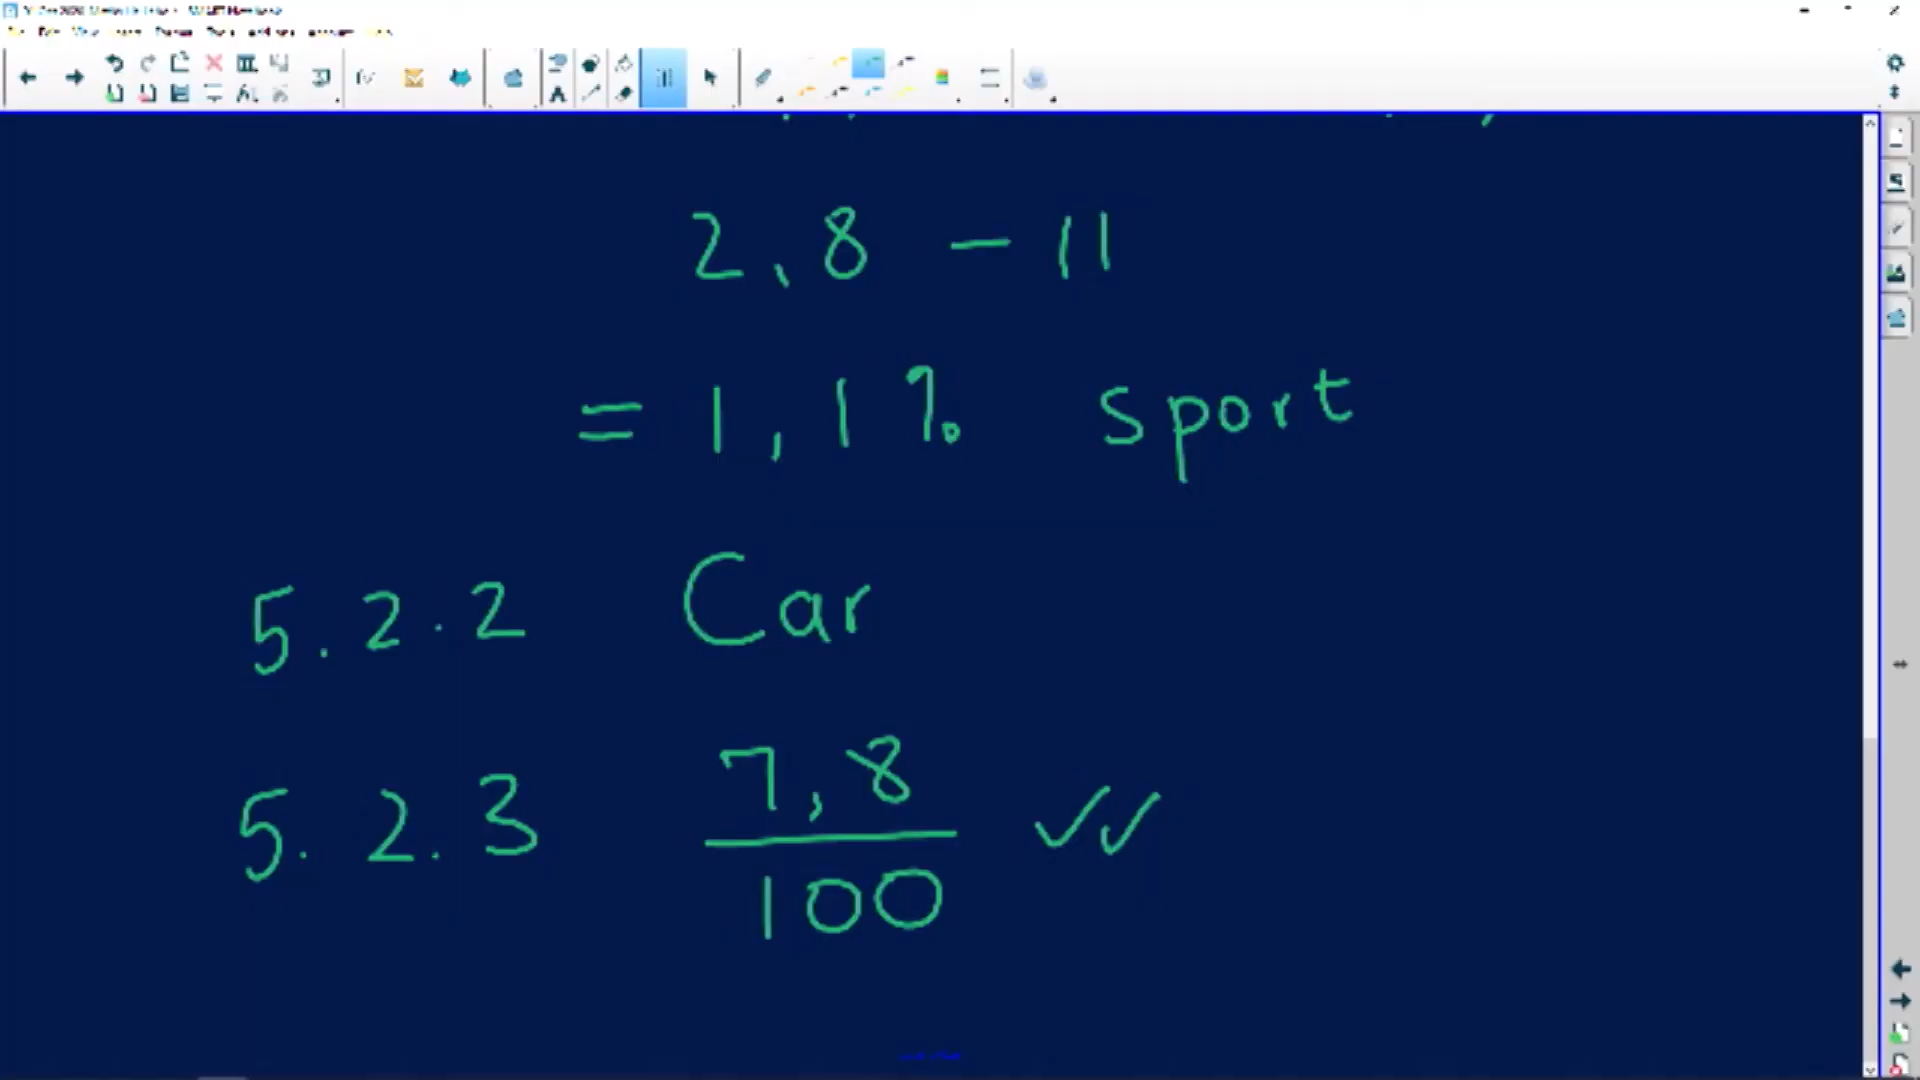 2,8 - 11
= 1,1% sport
5.2.2 Car
5.2.3 7,8
100